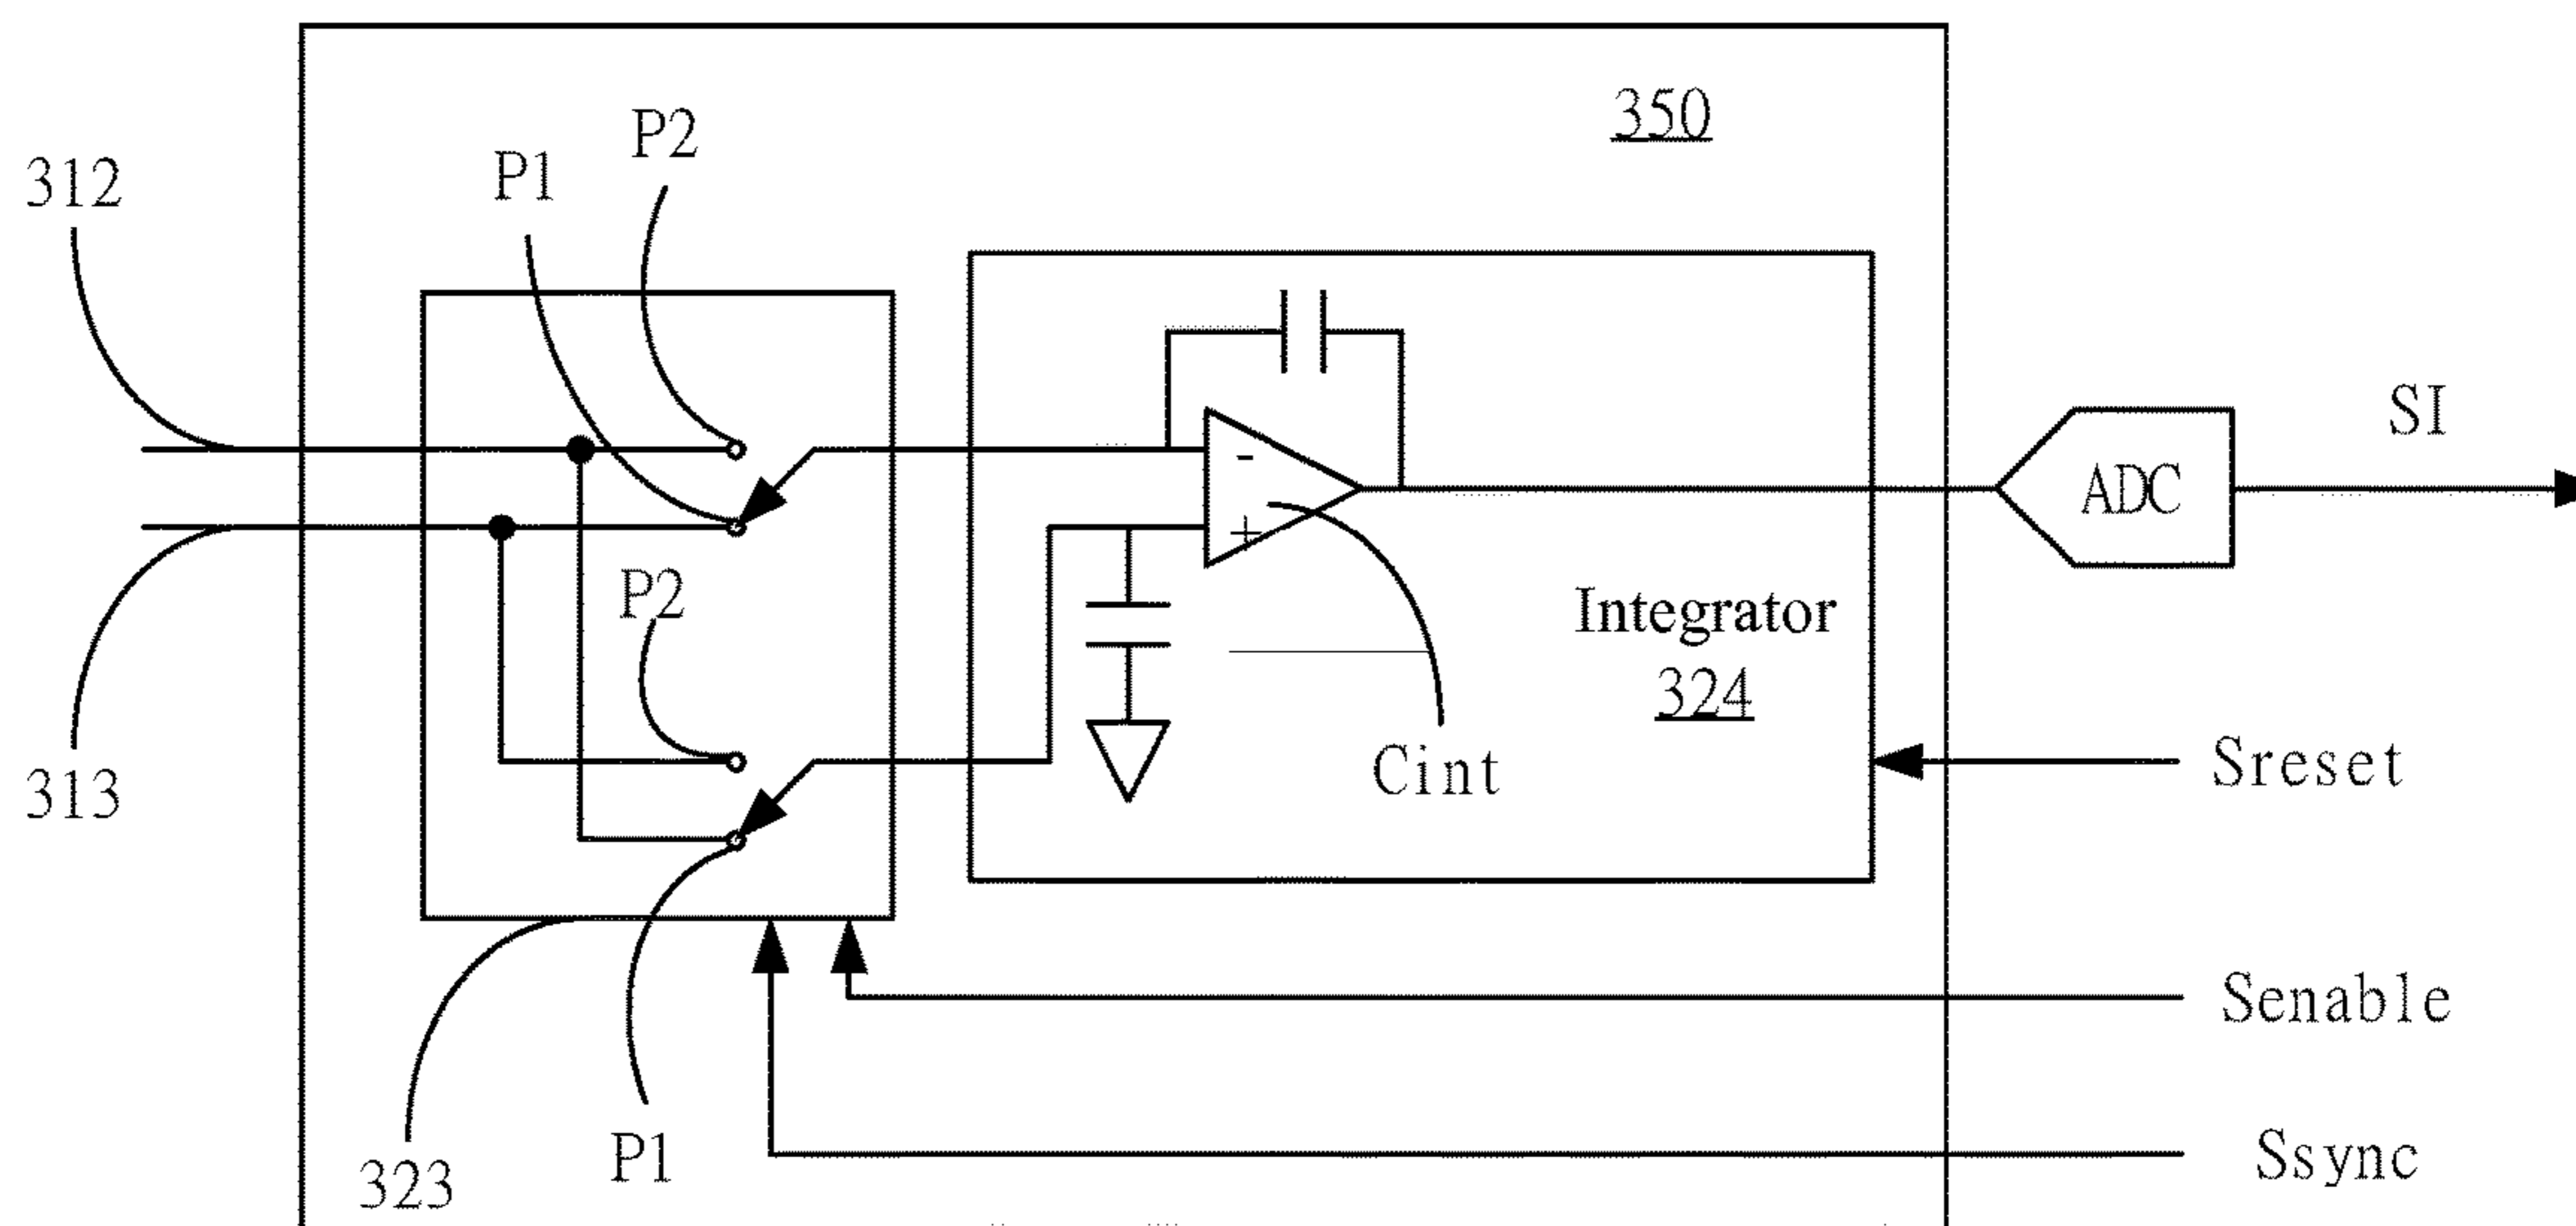 350
P2
P1
312
SI
ADC
-
+
P2
Integrator
324
Cint
Sreset
313
Senable
P1
Ssync
323